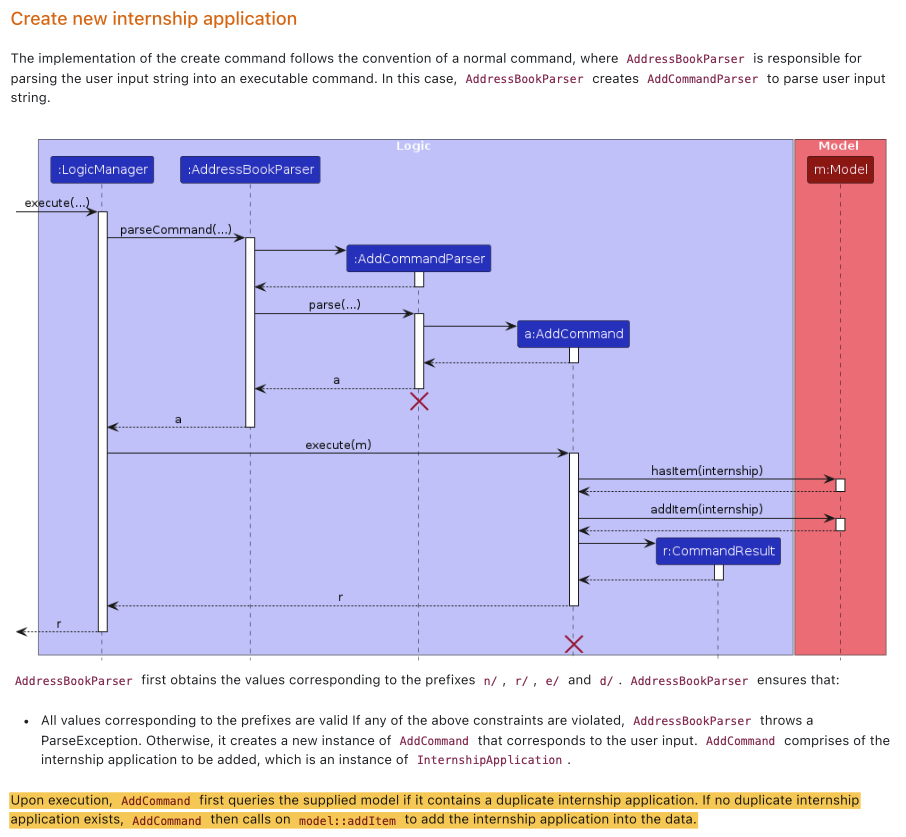 Create new internship application
The implementation of the create command follows the convention of a normal command, where AddressBookParser is responsible for
parsing the user input string into an executable command. In this case, AddressBookParser creates AddCommandParser to parse user input
string.
Logic
Model
:LogicManager
:AddressBookParser
m:Model
execute(...)
parseCommand(...)
:AddCommandParser
parse(...)
a:AddCommand
a
a
execute(m)
hasItem(internship)
addItem(internship)
r:CommandResult
r
r
AddressBookParser first obtains the values corresponding to the prefixes n/ , r/ , e/ and d/ . AddressBookParser ensures that:
• All values corresponding to the prefixes are valid If any of the above constraints are violated, AddressBookParser throws a
ParseException. Otherwise, it creates a new instance of AddCommand that corresponds to the user input. AddCommand comprises of the
internship application to be added, which is an instance of InternshipApplication .
Upon execution, AddCommand first queries the supplied model if it contains a duplicate internship application. If no duplicate internship
application exists, AddCommand then calls on model::addItem to add the internship application into the data.